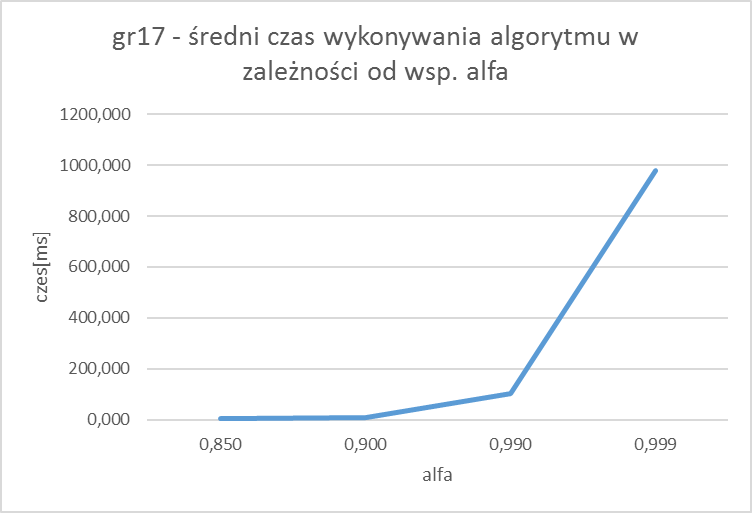 gr17 - średni czas wykonywania algorytmu w
zależności od wsp. alfa
1200,000
1000,000
800,000
600,000
400,000
200,000
0,000
czes[ms]
0,850 0,900 0,990 0,999
alfa